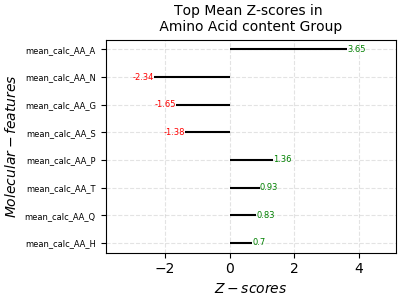 Top Mean Z-scores in
Amino Acid content Group
mean_calc_AA_A 3.65
mean_calc_AA_N -2.34
mean_calc_AA_G -1.65
mean_calc_AA_S -1.38
mean_calc_AA_P 1.36
mean_calc_AA_T 0.93
mean_calc_AA_Q 0.83
mean_calc_AA_H 0.7
Molecular − features
−2 0 2 4
Z − scores